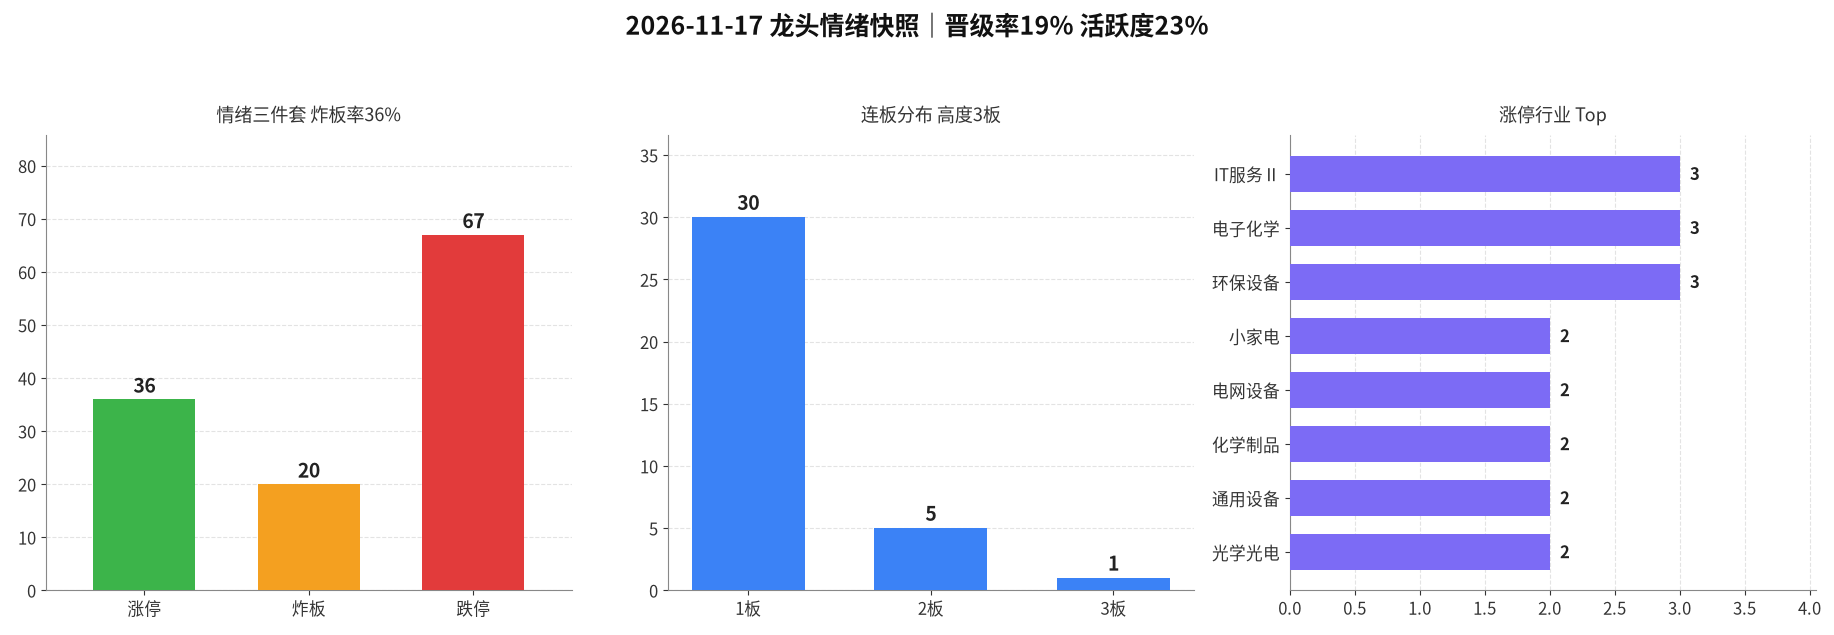 2026-11-17 龙头情绪快照｜晋级率19% 活跃度23%
情绪三件套 炸板率36%
80
70
60
50
40
30
20
10
0
36
20
67
涨停
炸板
跌停
连板分布 高度3板
35
30
25
20
15
10
5
0
30
5
1
1板
2板
3板
涨停行业 Top
IT服务Ⅱ
3
电子化学
3
环保设备
3
小家电
2
电网设备
2
化学制品
2
通用设备
2
光学光电
2
0.0
0.5
1.0
1.5
2.0
2.5
3.0
3.5
4.0